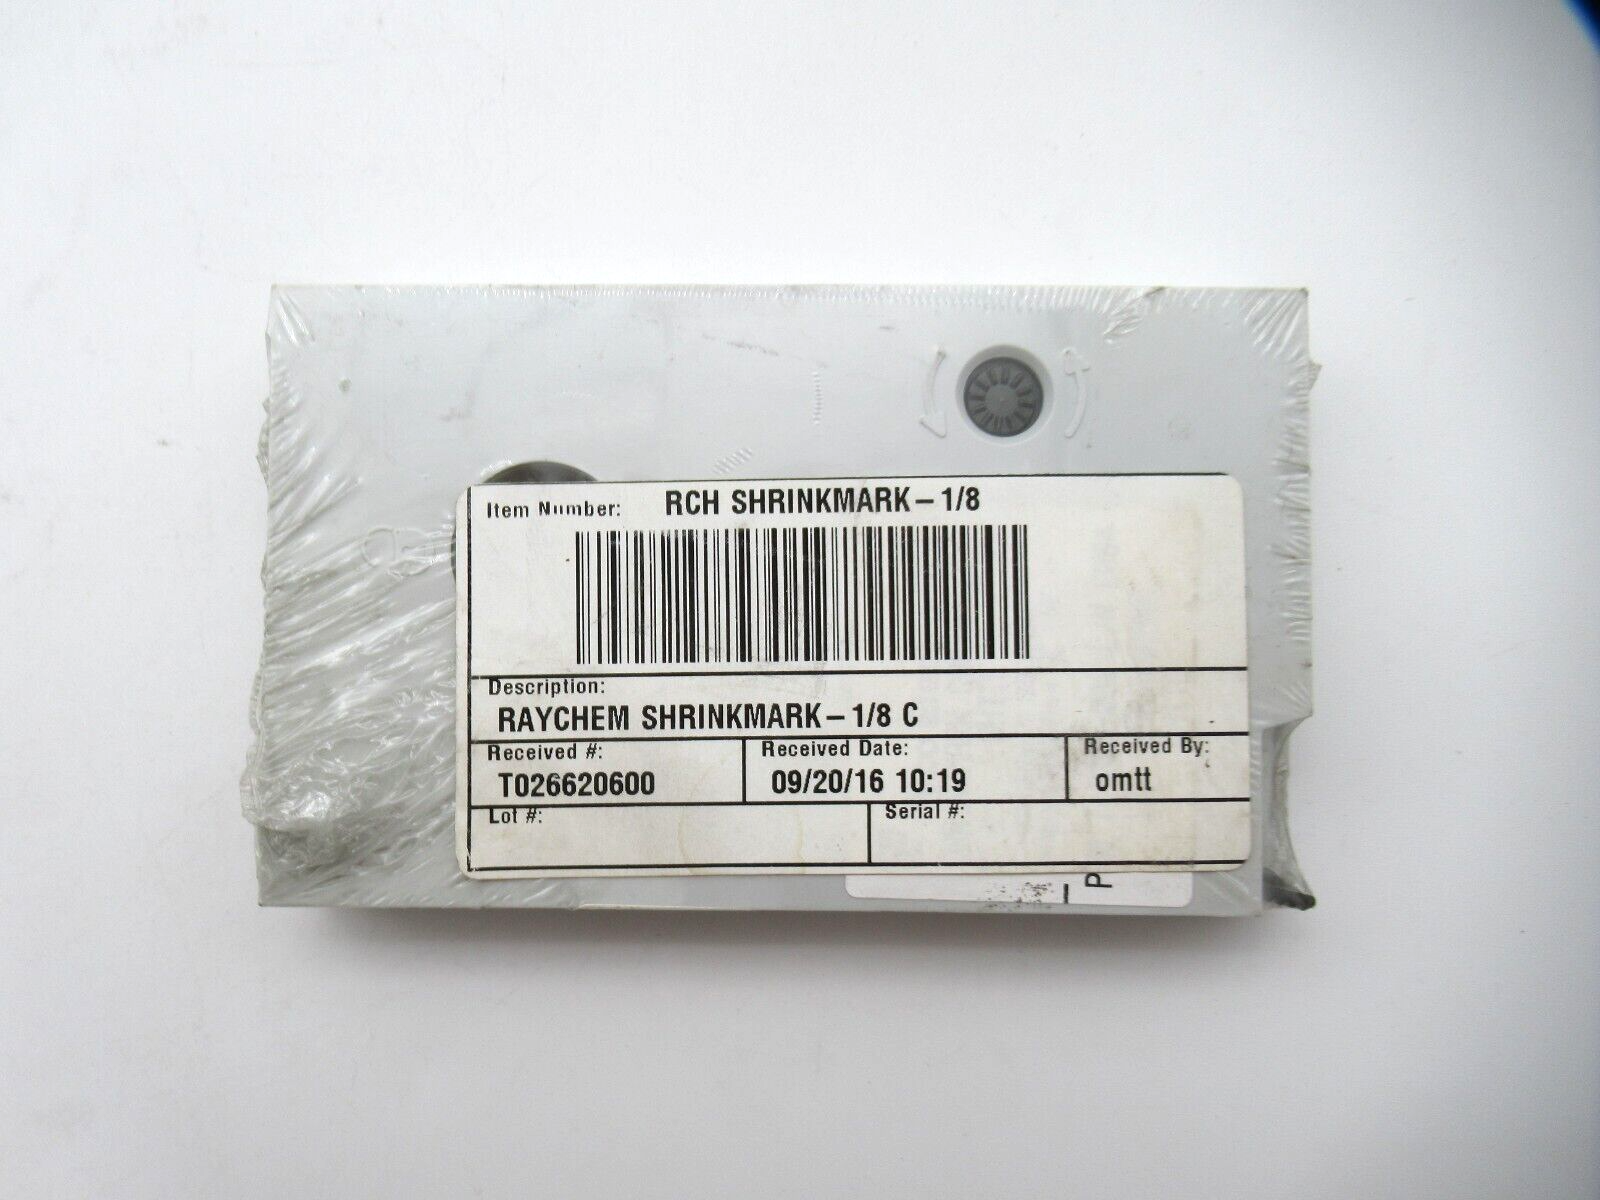 Item Number: RCH SHRINKMARK-1/8
Description:
RAYCHEM SHRINKMARK-1/8 C
Received #: Received Date: Received By:
T026620600 09/20/16 10:19 omtt
Lot #: Serial #:
P